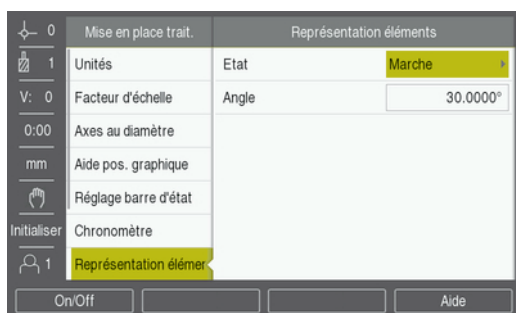 0
Mise en place trait.
Représentation éléments
1
Unités
Etat
Marche
V: 0
Facteur d'échelle
Angle
30.0000°
0:00
Axes au diamètre
mm
Aide pos. graphique
Réglage barre d'état
Initialiser
Chronomètre
1
Représentation élémer
On/Off
Aide